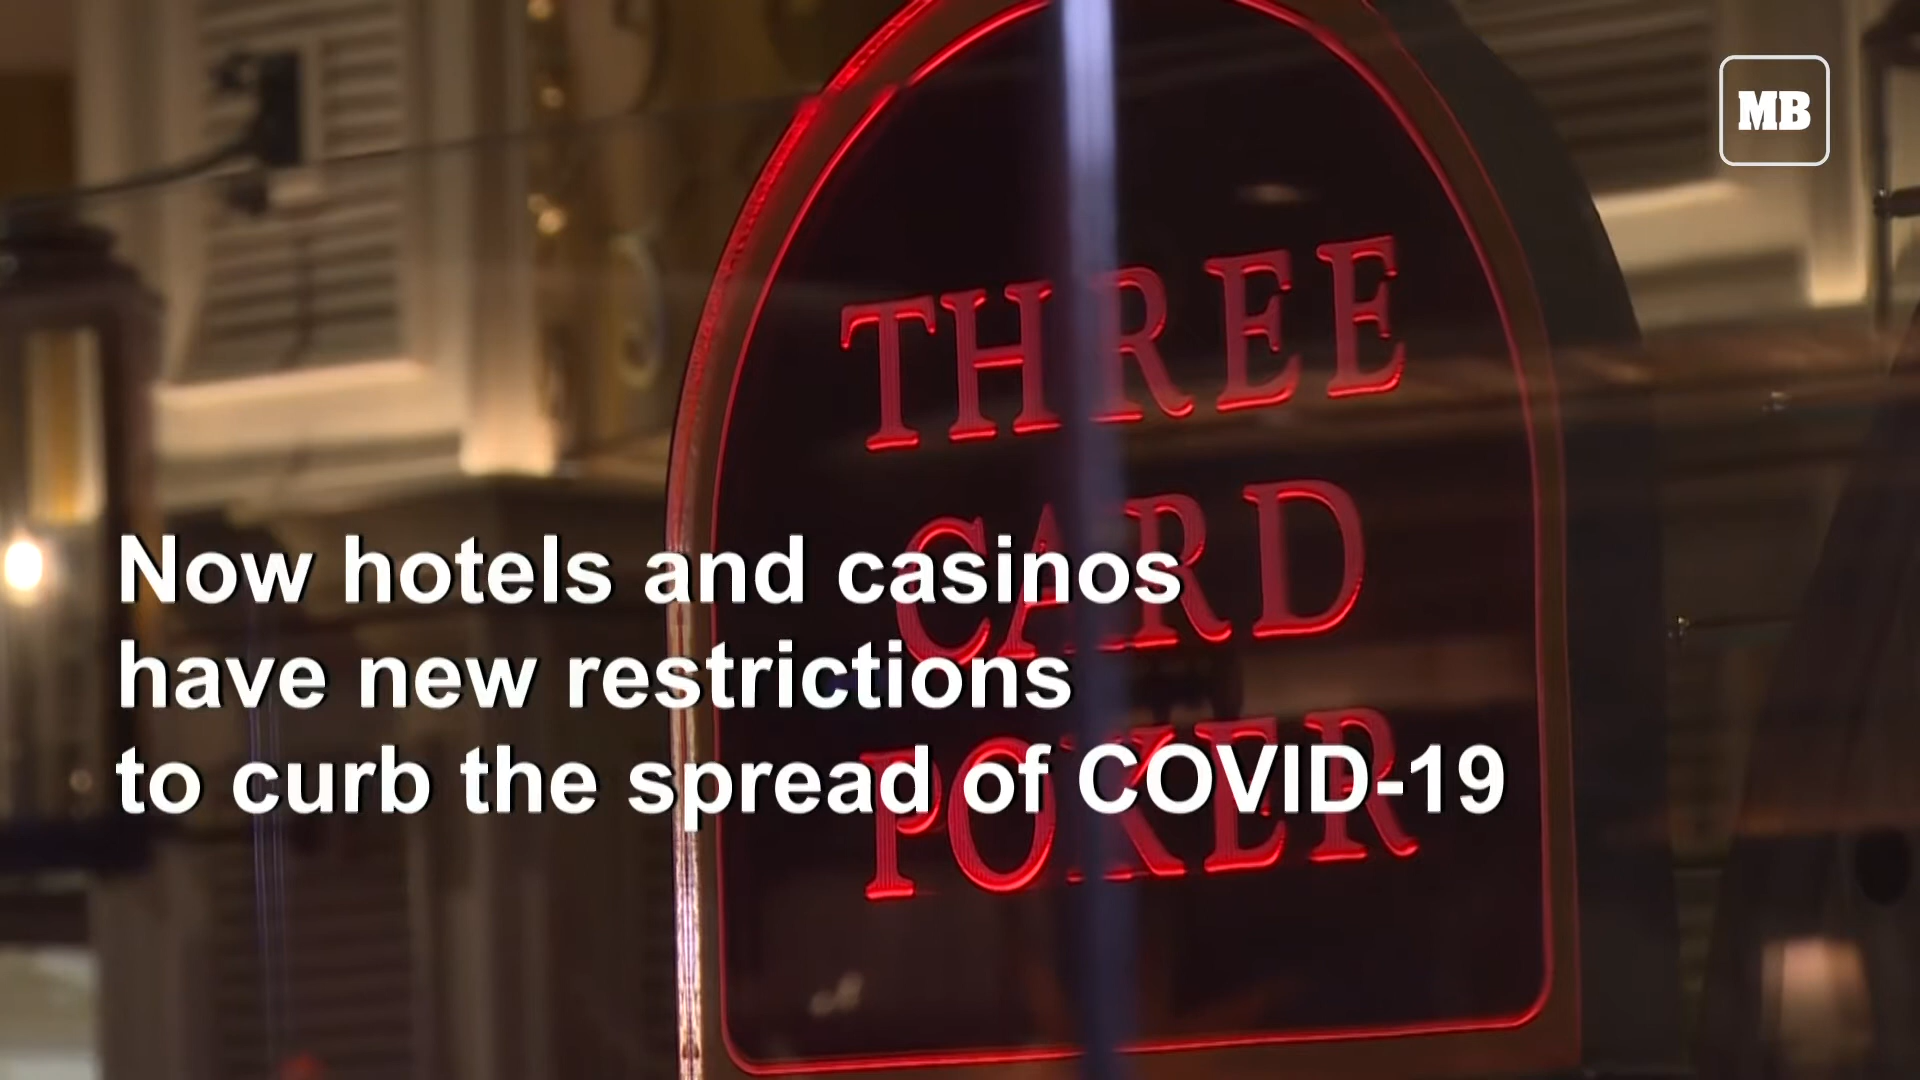 MB
THREE
CARD
POKER
Now hotels and casinos
have new restrictions
to curb the spread of COVID-19